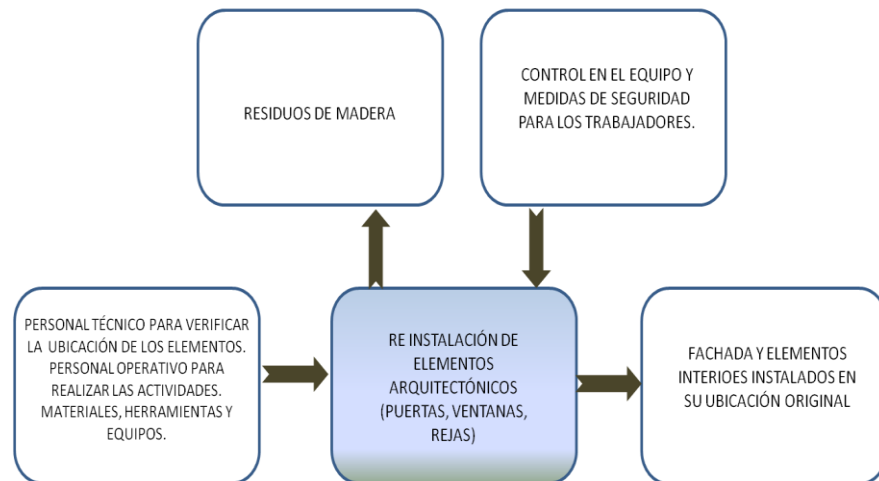 RESIDUOS DE MADERA
CONTROL EN EL EQUIPO Y
MEDIDAS DE SEGURIDAD
PARA LOS TRABAJADORES.
PERSONAL TÉCNICO PARA VERIFICAR
LA UBICACIÓN DE LOS ELEMENTOS.
PERSONAL OPERATIVO PARA
REALIZAR LAS ACTIVIDADES.
MATERIALES, HERRAMIENTAS Y
EQUIPOS.
RE INSTALACIÓN DE
ELEMENTOS
ARQUITECTÓNICOS
(PUERTAS, VENTANAS,
REJAS)
FACHADA Y ELEMENTOS
INTERIOES INSTALADOS EN
SU UBICACIÓN ORIGINAL